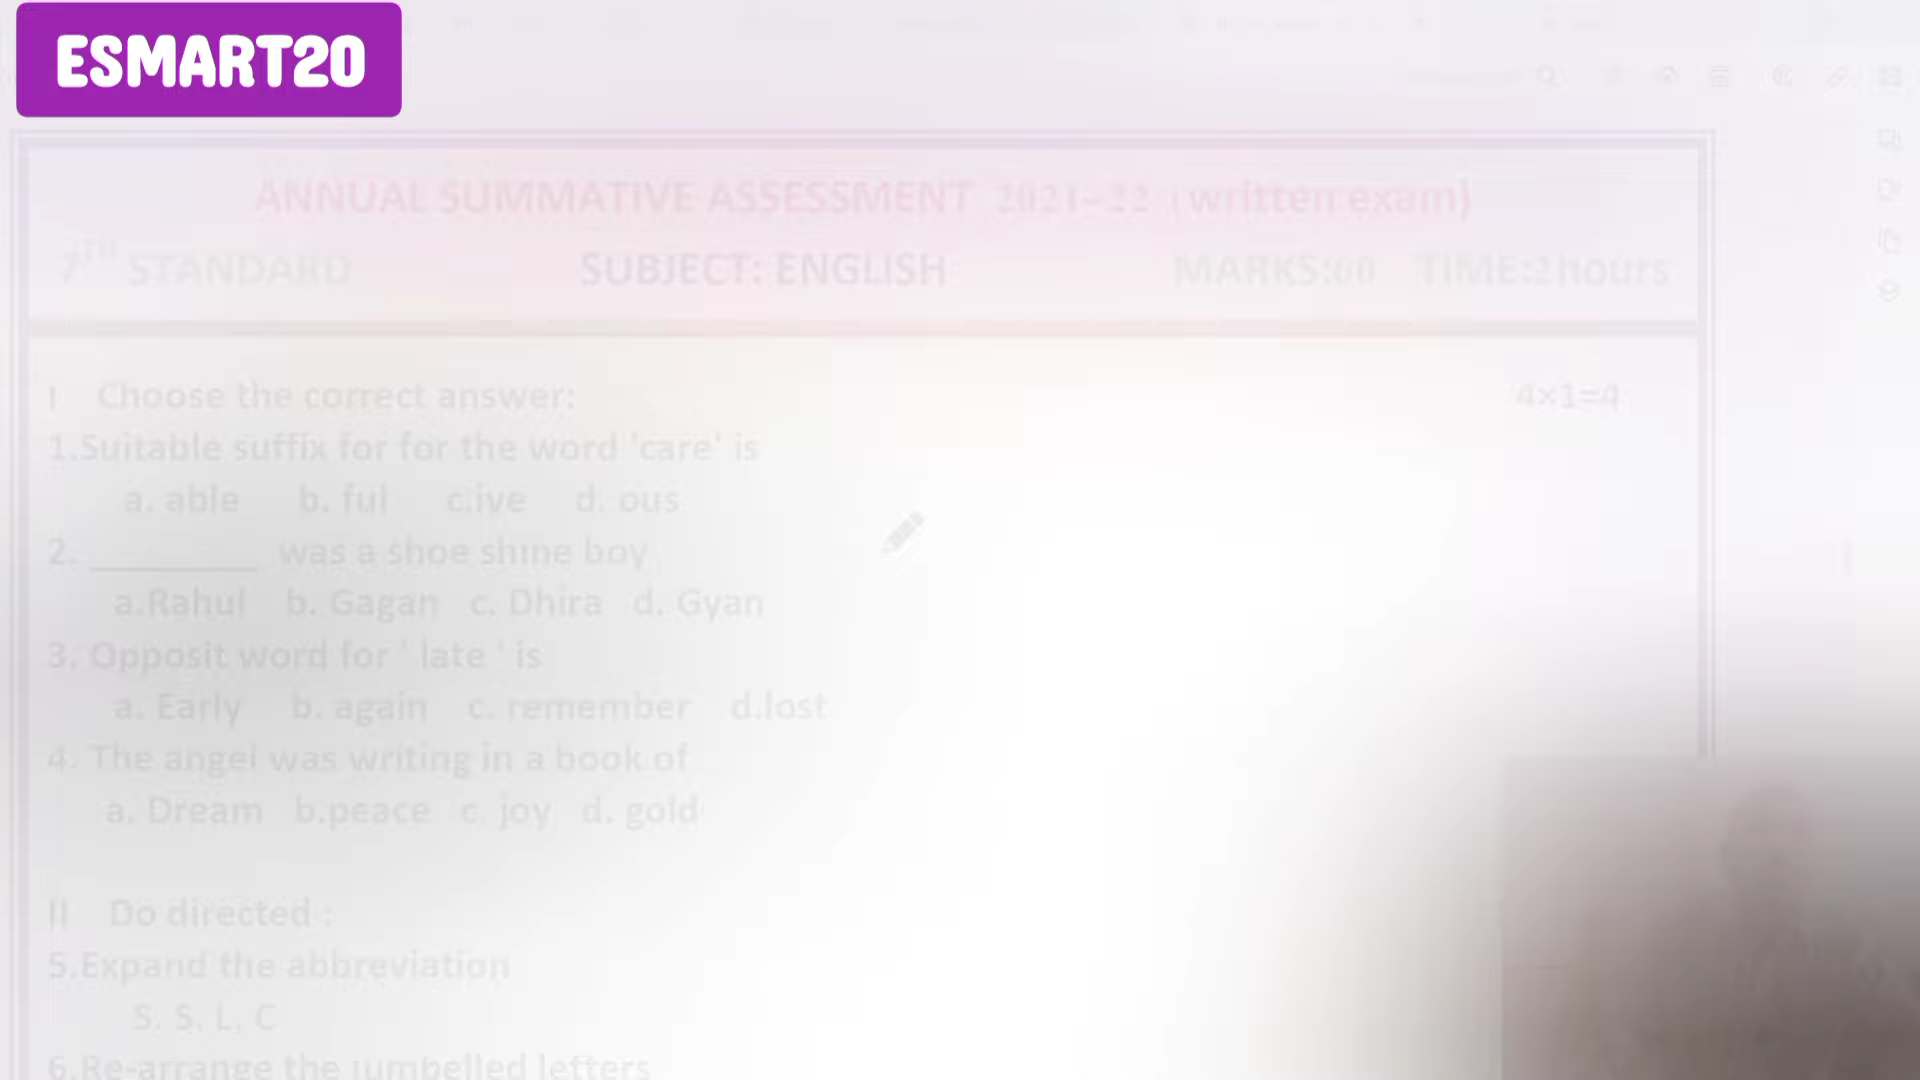 ESMART20
ANNUAL SUMMATIVE ASSESSMENT 2021-22 (written exam)
7TH STANDARD SUBJECT: ENGLISH MARKS:00 TIME:2hours
I Choose the correct answer: 4×1=4
1.Suitable suffix for for the word 'care' is
a. able b. ful c.ive d. ous
2. ________ was a shoe shine boy
a.Rahul b. Gagan c. Dhira d. Gyan
3. Opposit word for ' late ' is
a. Early b. again c. remember d.lost
4. The angel was writing in a book of
a. Dream b.peace c. joy d. gold
II Do directed :
5.Expand the abbreviation
S. S. L. C
6.Re-arrange the jumbelled letters